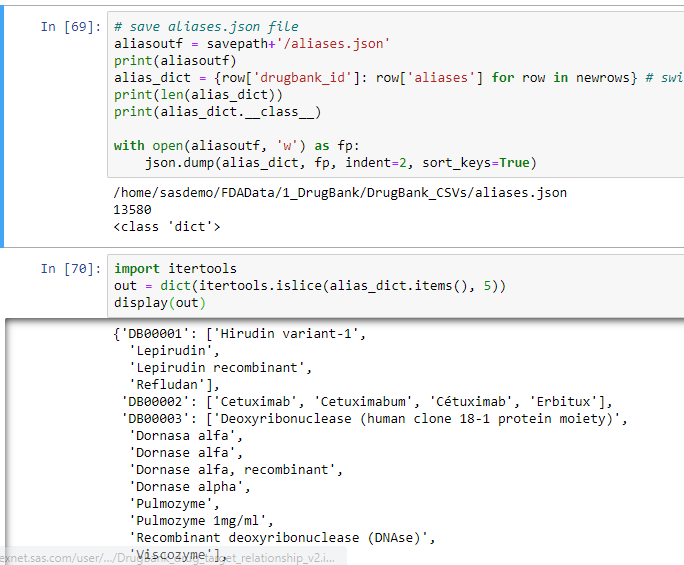 In [69]:
# save aliases.json file
aliasoutf = savepath+'/aliases.json'
print(aliasoutf)
alias_dict = {row['drugbank_id']: row['aliases'] for row in newrows} # swi
print(len(alias_dict))
print(alias_dict.__class__)

with open(aliasoutf, 'w') as fp:
    json.dump(alias_dict, fp, indent=2, sort_keys=True)
/home/sasdemo/FDAData/1_DrugBank/DrugBank_CSVs/aliases.json
13580
<class 'dict'>
In [70]:
import itertools
out = dict(itertools.islice(alias_dict.items(), 5))
display(out)
{'DB00001': ['Hirudin variant-1',
  'Lepirudin',
  'Lepirudin recombinant',
  'Refludan'],
 'DB00002': ['Cetuximab', 'Cetuximabum', 'Cétuximab', 'Erbitux'],
 'DB00003': ['Deoxyribonuclease (human clone 18-1 protein moiety)',
  'Dornasa alfa',
  'Dornase alfa',
  'Dornase alfa, recombinant',
  'Dornase alpha',
  'Pulmozyme',
  'Pulmozyme 1mg/ml',
  'Recombinant deoxyribonuclease (DNAse)',
  'Viscozyme'],
exnet.sas.com/user/.../DrugBank_drug_target_relationship_v2.i...